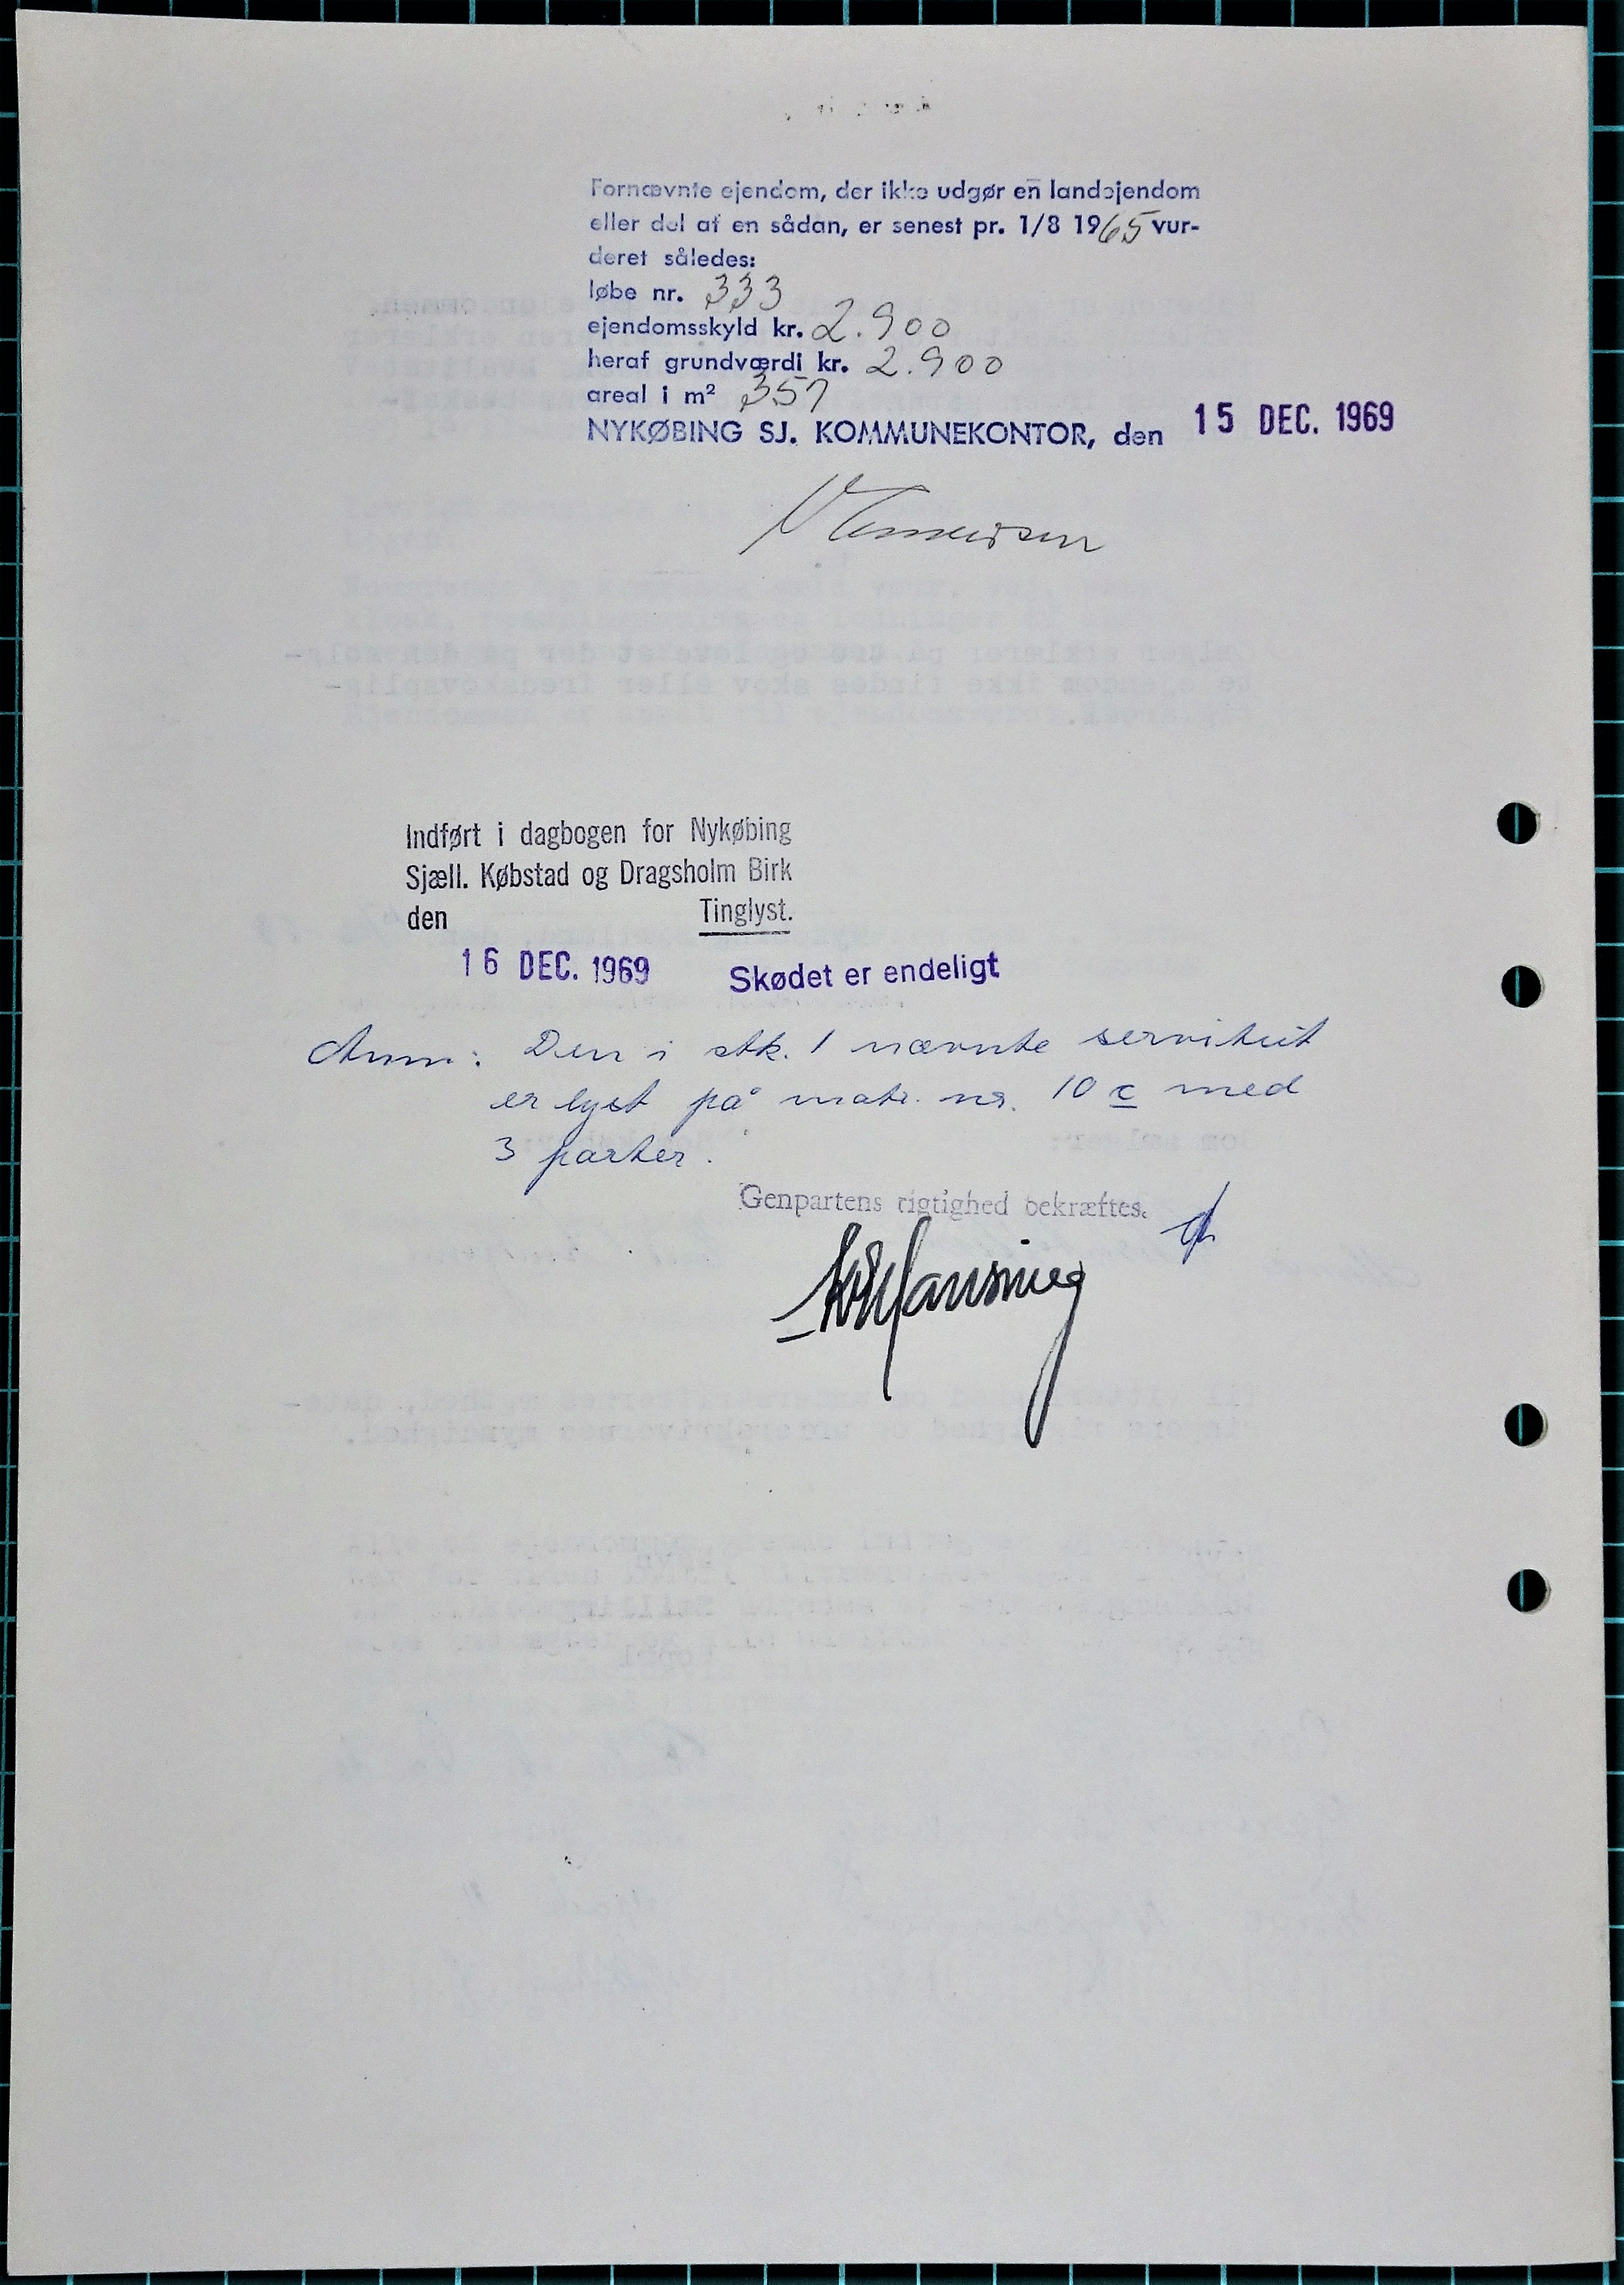 Fornævnte ejendom, der ikke udgør en landejendom
eller del af en sådan, er senest pr. 1/8 1965 vur-
deret således:
løbe nr. 333
ejendomsskyld kr. 2.900
heraf grundværdi kr. 2.900
areal i m² 357
NYKØBING SJ. KOMMUNEKONTOR, den 15 DEC. 1969
Indført i dagbogen for Nykøbing
Sjæll. Købstad og Dragsholm Birk
den Tinglyst.
16 DEC. 1969 Skødet er endeligt
Anm: Den i stk. 1 nævnte servitut
er lyst på matr. nr. 10 c med
3 parter.
Genpartens rigtighed bekræftes.